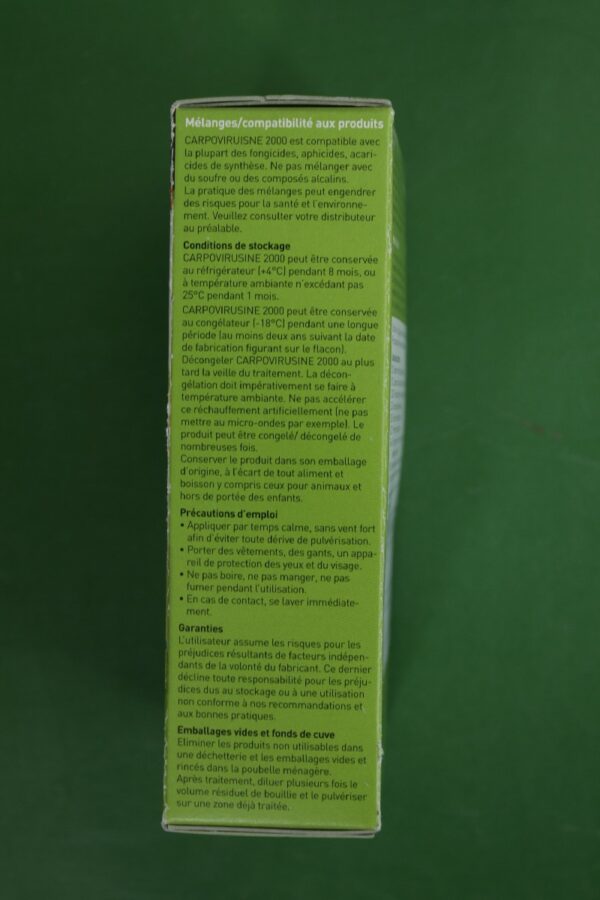 Mélanges/compatibilité aux produits
CARPOVIRUISNE 2000 est compatible avec
la plupart des fongicides, aphicides, acari-
cides de synthèse. Ne pas mélanger avec
du soufre ou des composés alcalins.
La pratique des mélanges peut engendrer
des risques pour la santé et l'environne-
ment. Veuillez consulter votre distributeur
au préalable.
Conditions de stockage
CARPOVIRUSINE 2000 peut être conservée
au réfrigérateur (+4°C) pendant 8 mois, ou
à température ambiante n'excédant pas
25°C pendant 1 mois.
CARPOVIRUSINE 2000 peut être conservée
au congélateur (-18°C) pendant une longue
période (au moins deux ans suivant la date
de fabrication figurant sur le flacon).
Décongeler CARPOVIRUSINE 2000 au plus
tard la veille du traitement. La décon-
gélation doit impérativement se faire à
température ambiante. Ne pas accélérer
ce réchauffement artificiellement (ne pas
mettre au micro-ondes par exemple). Le
produit peut être congelé/ décongelé de
nombreuses fois.
Conserver le produit dans son emballage
d'origine, à l'écart de tout aliment et
boisson y compris ceux pour animaux et
hors de portée des enfants.
Précautions d'emploi
• Appliquer par temps calme, sans vent fort
afin d'éviter toute dérive de pulvérisation.
• Porter des vêtements, des gants, un appa-
reil de protection des yeux et du visage.
• Ne pas boire, ne pas manger, ne pas
fumer pendant l'utilisation.
• En cas de contact, se laver immédiate-
ment.
Garanties
L'utilisateur assume les risques pour les
préjudices résultants de facteurs indépen-
dants de la volonté du fabricant. Ce dernier
décline toute responsabilité pour les préju-
dices dus au stockage ou à une utilisation
non conforme à nos recommandations et
aux bonnes pratiques.
Emballages vides et fonds de cuve
Eliminer les produits non utilisables dans
une déchetterie et les emballages vides et
rincés dans la poubelle ménagère.
Après traitement, diluer plusieurs fois le
volume résiduel de bouillie et le pulvériser
sur une zone déjà traitée.